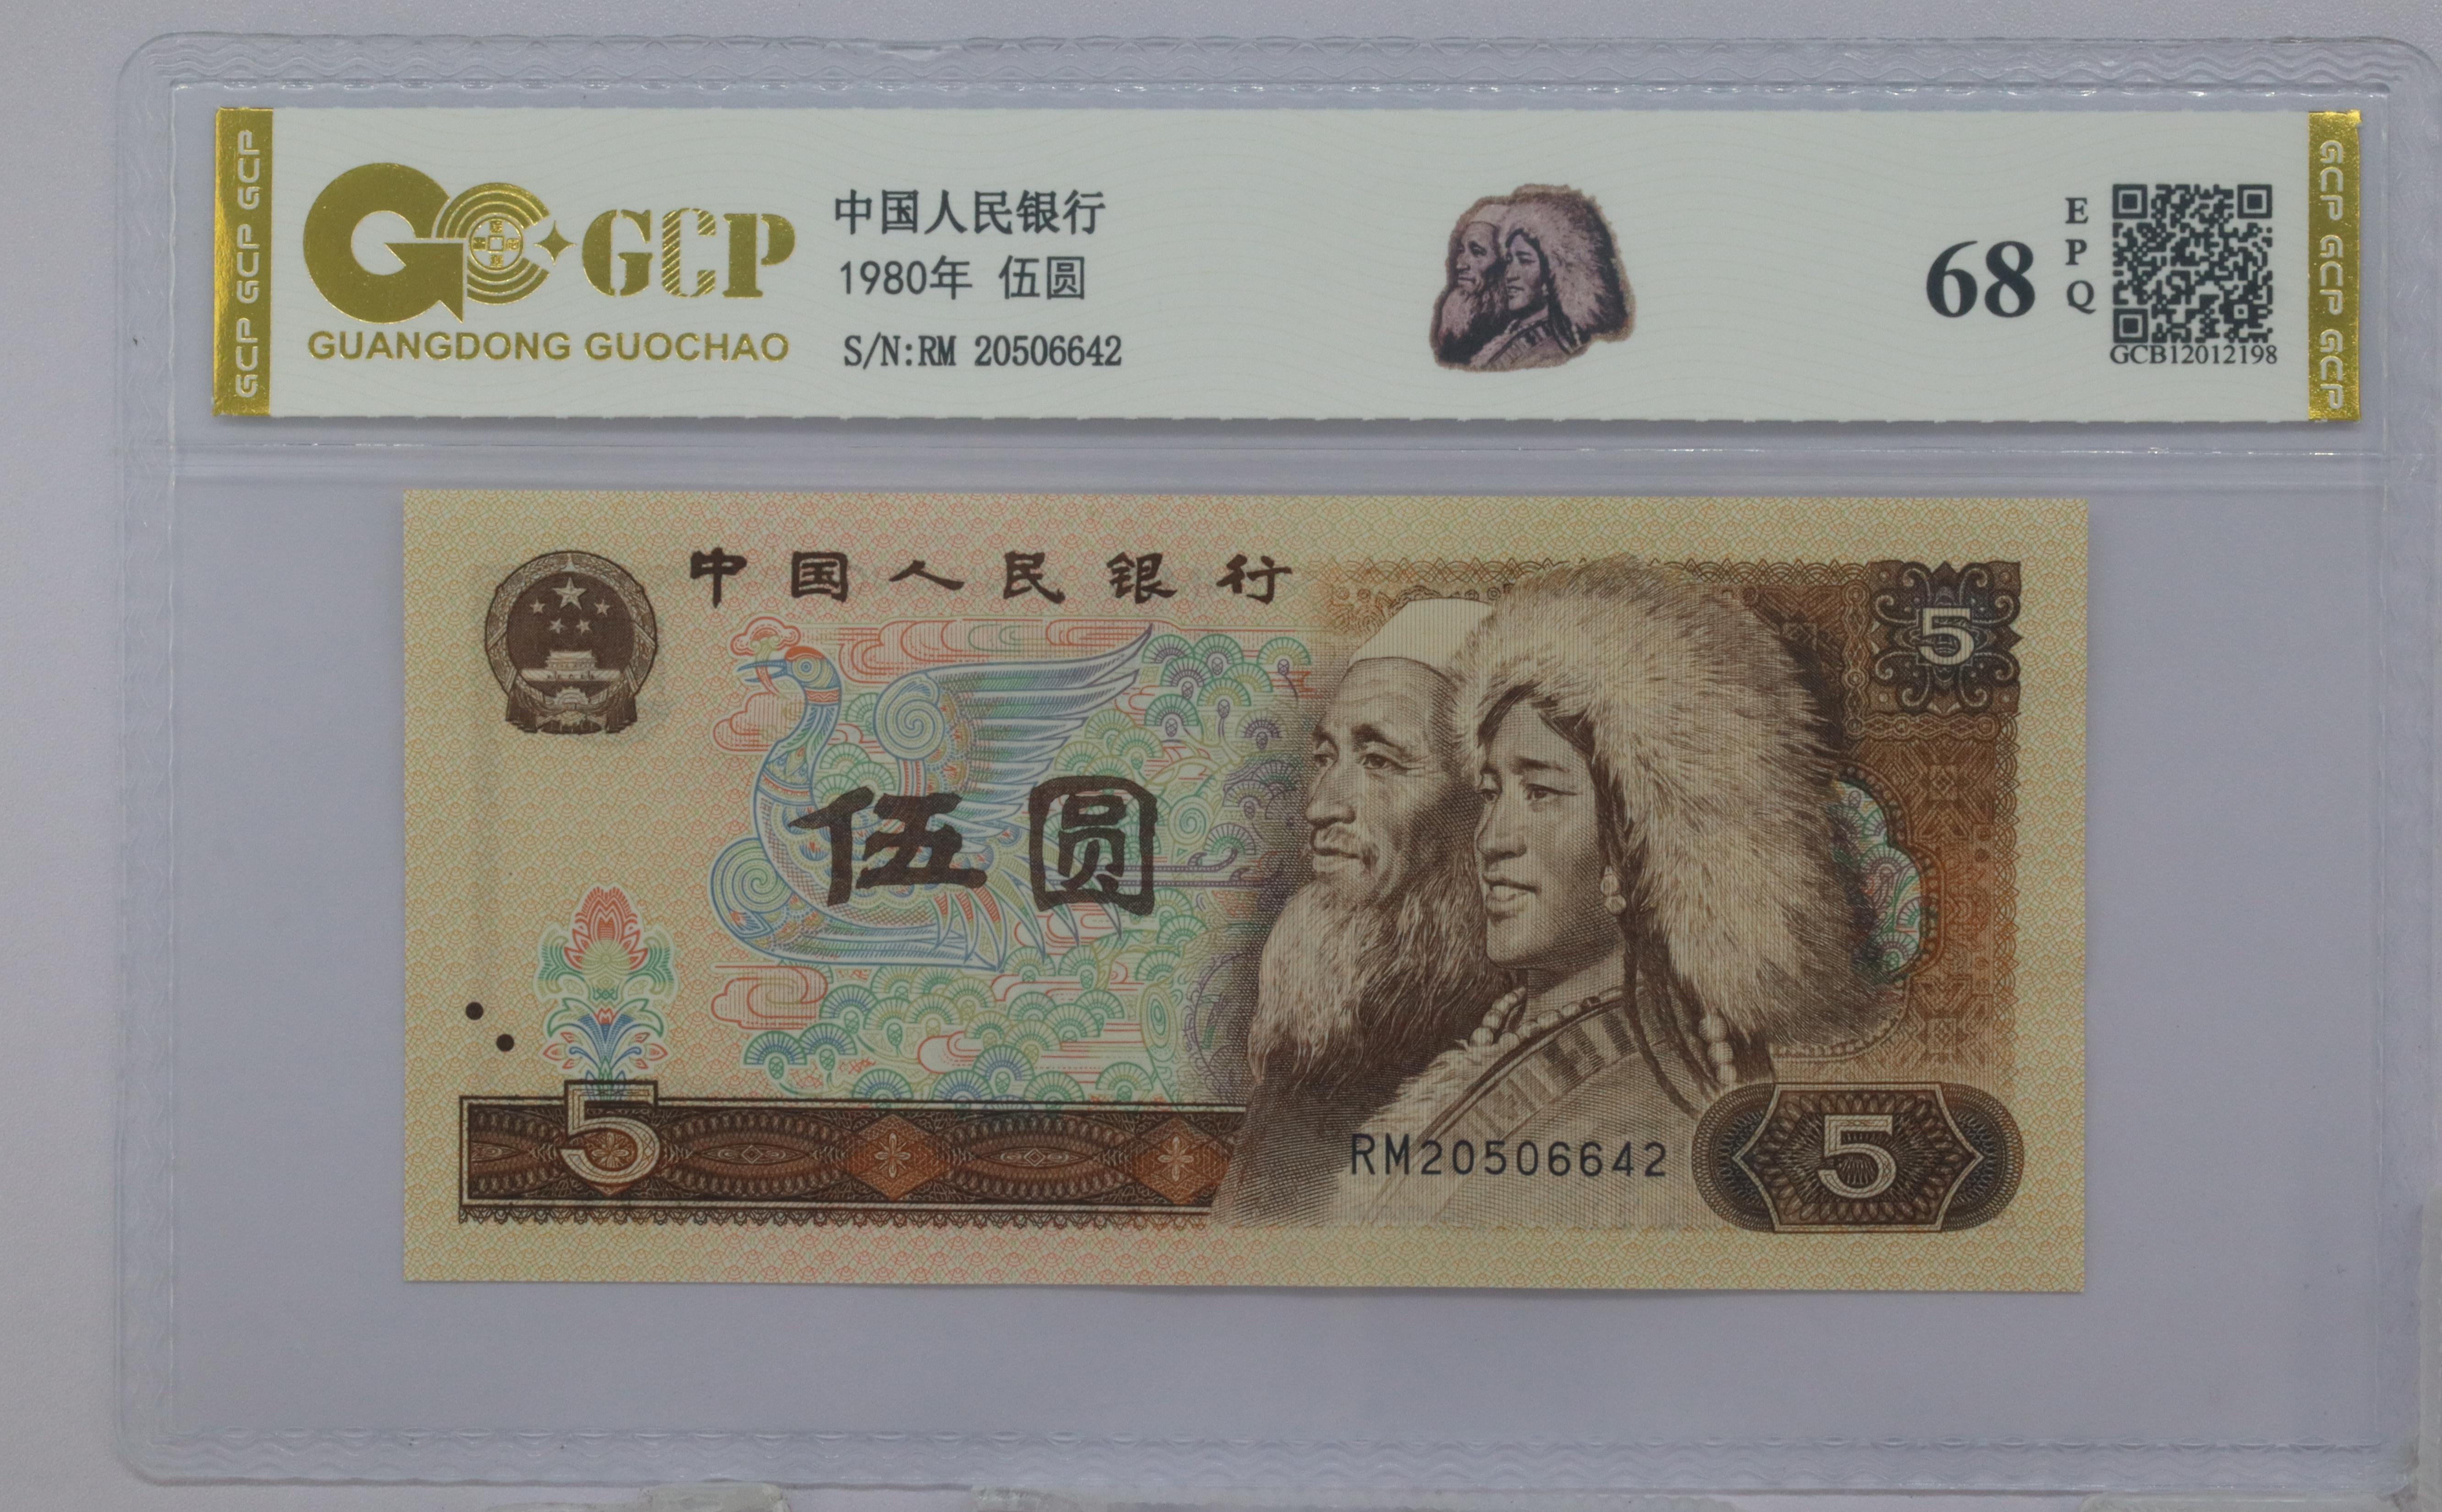 GCP GCP GCP
GCP
GUANGDONG GUOCHAO
中国人民银行
1980年 伍圆
S/N:RM 20506642
68
EPQ
GCB12012198
GCP GCP GCP
中国人民银行
5
伍圆
5
RM20506642
5